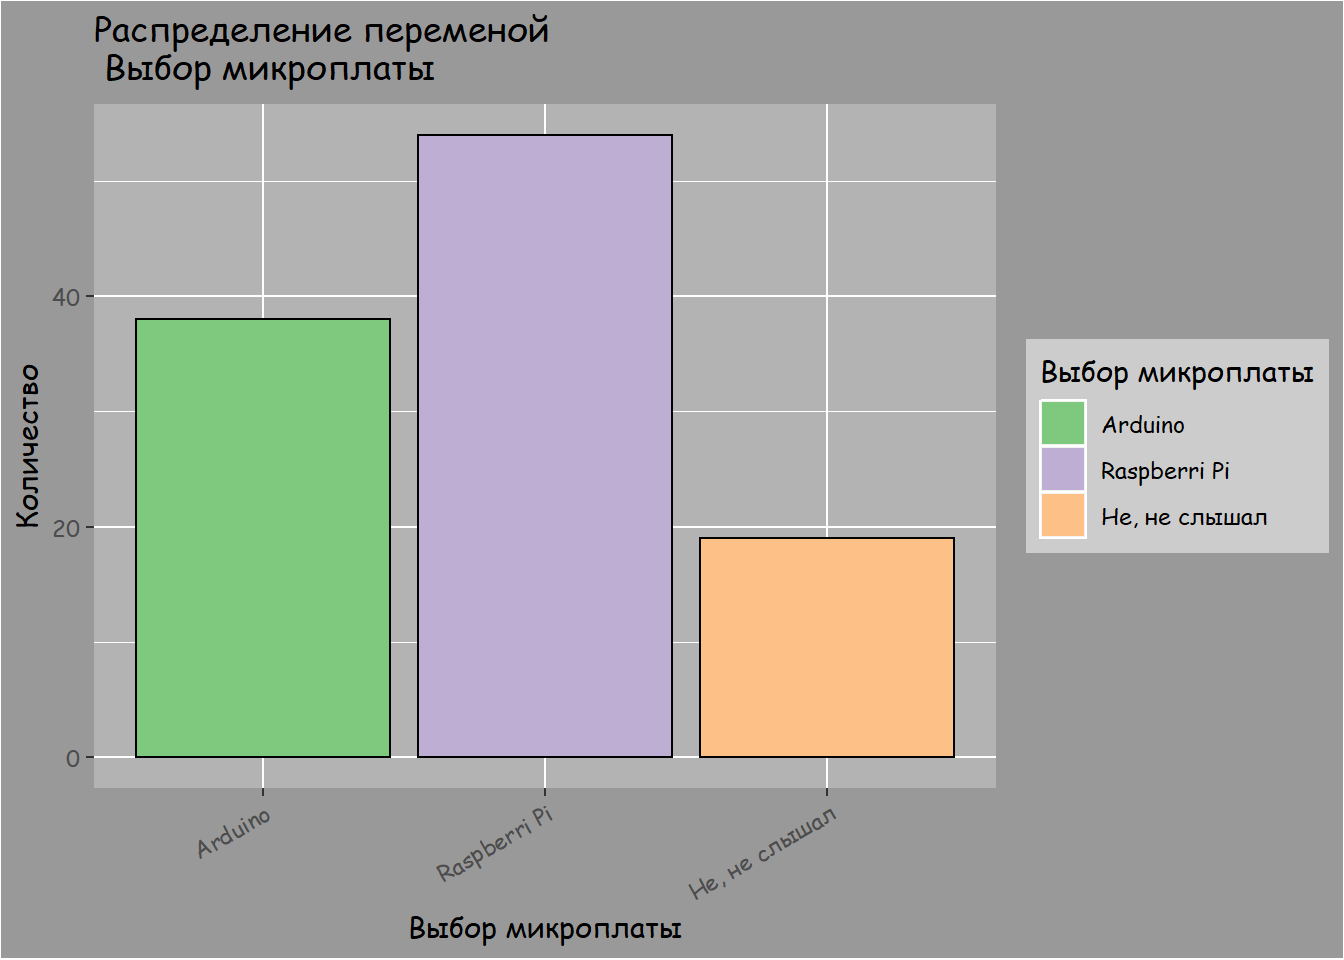 Распределение переменой
Выбор микроплаты
Количество
40
20
0
Arduino
Raspberri Pi
Не, не слышал
Выбор микроплаты
Выбор микроплаты
Arduino
Raspberri Pi
Не, не слышал